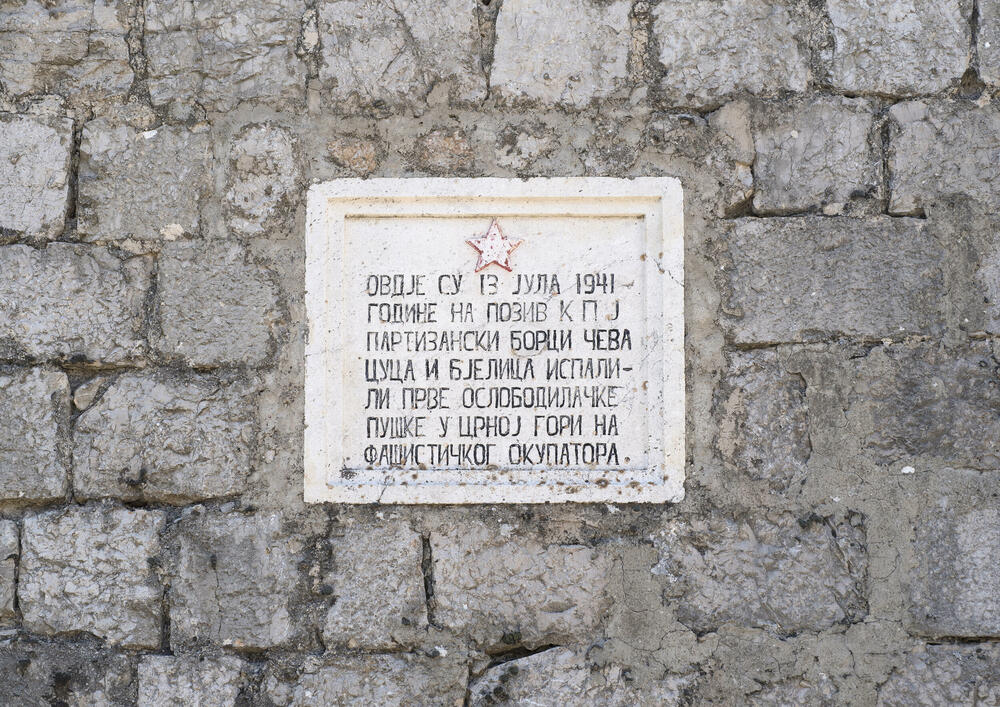 ОВДЈЕ СУ 13 ЈУЛА 1941
ГОДИНЕ НА ПОЗИВ К П Ј
ПАРТИЗАНСКИ БОРЦИ ЧЕВА
ЦУЦА И БЈЕЛИЦА ИСПАЛИ-
ЛИ ПРВЕ ОСЛОБОДИЛАЧКЕ
ПУШКЕ У ЦРНОЈ ГОРИ НА
ФАШИСТИЧКОГ ОКУПАТОРА.